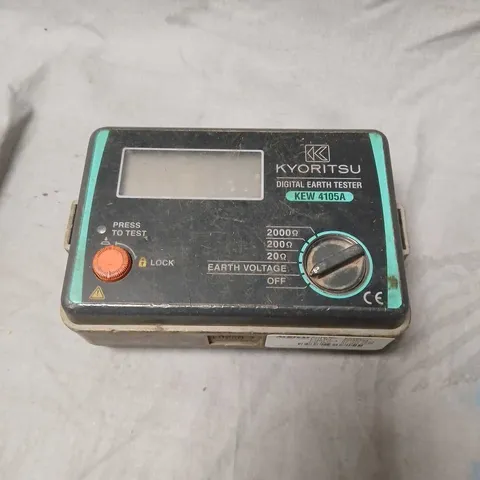 KYORITSU
DIGITAL EARTH TESTER
KEW 4105A
PRESS
TO TEST
LOCK
2000Ω
200Ω
20Ω
EARTH VOLTAGE
OFF
CE